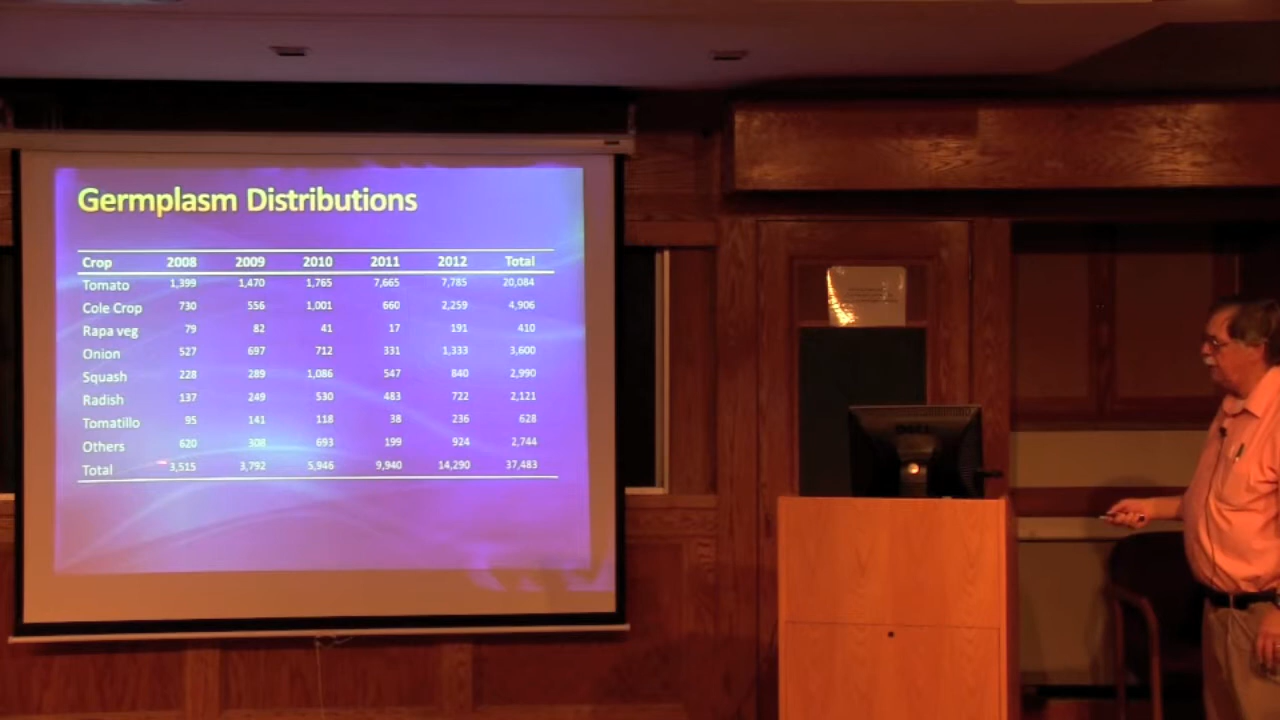 Germplasm Distributions
Crop 2008 2009 2010 2011 2012 Total
Tomato 1,399 1,470 1,765 7,665 7,785 20,084
Cole Crop 730 556 1,001 660 2,259 4,906
Rapa veg 79 82 41 17 191 410
Onion 527 697 712 331 1,333 3,600
Squash 228 289 1,086 547 840 2,990
Radish 137 249 530 483 722 2,121
Tomatillo 95 141 118 38 236 628
Others 620 308 693 199 924 2,744
Total 3,515 3,792 5,946 9,940 14,290 37,483